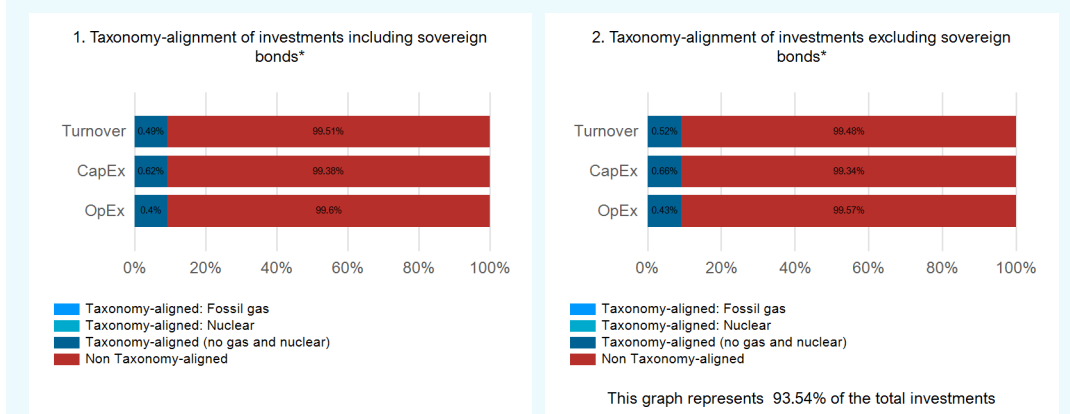 1. Taxonomy-alignment of investments including sovereign
bonds*
Turnover 0.49% 99.51%
CapEx 0.62% 99.38%
OpEx 0.4% 99.6%
0% 20% 40% 60% 80% 100%
Taxonomy-aligned: Fossil gas
Taxonomy-aligned: Nuclear
Taxonomy-aligned (no gas and nuclear)
Non Taxonomy-aligned
2. Taxonomy-alignment of investments excluding sovereign
bonds*
Turnover 0.52% 99.48%
CapEx 0.66% 99.34%
OpEx 0.43% 99.57%
0% 20% 40% 60% 80% 100%
Taxonomy-aligned: Fossil gas
Taxonomy-aligned: Nuclear
Taxonomy-aligned (no gas and nuclear)
Non Taxonomy-aligned
This graph represents 93.54% of the total investments